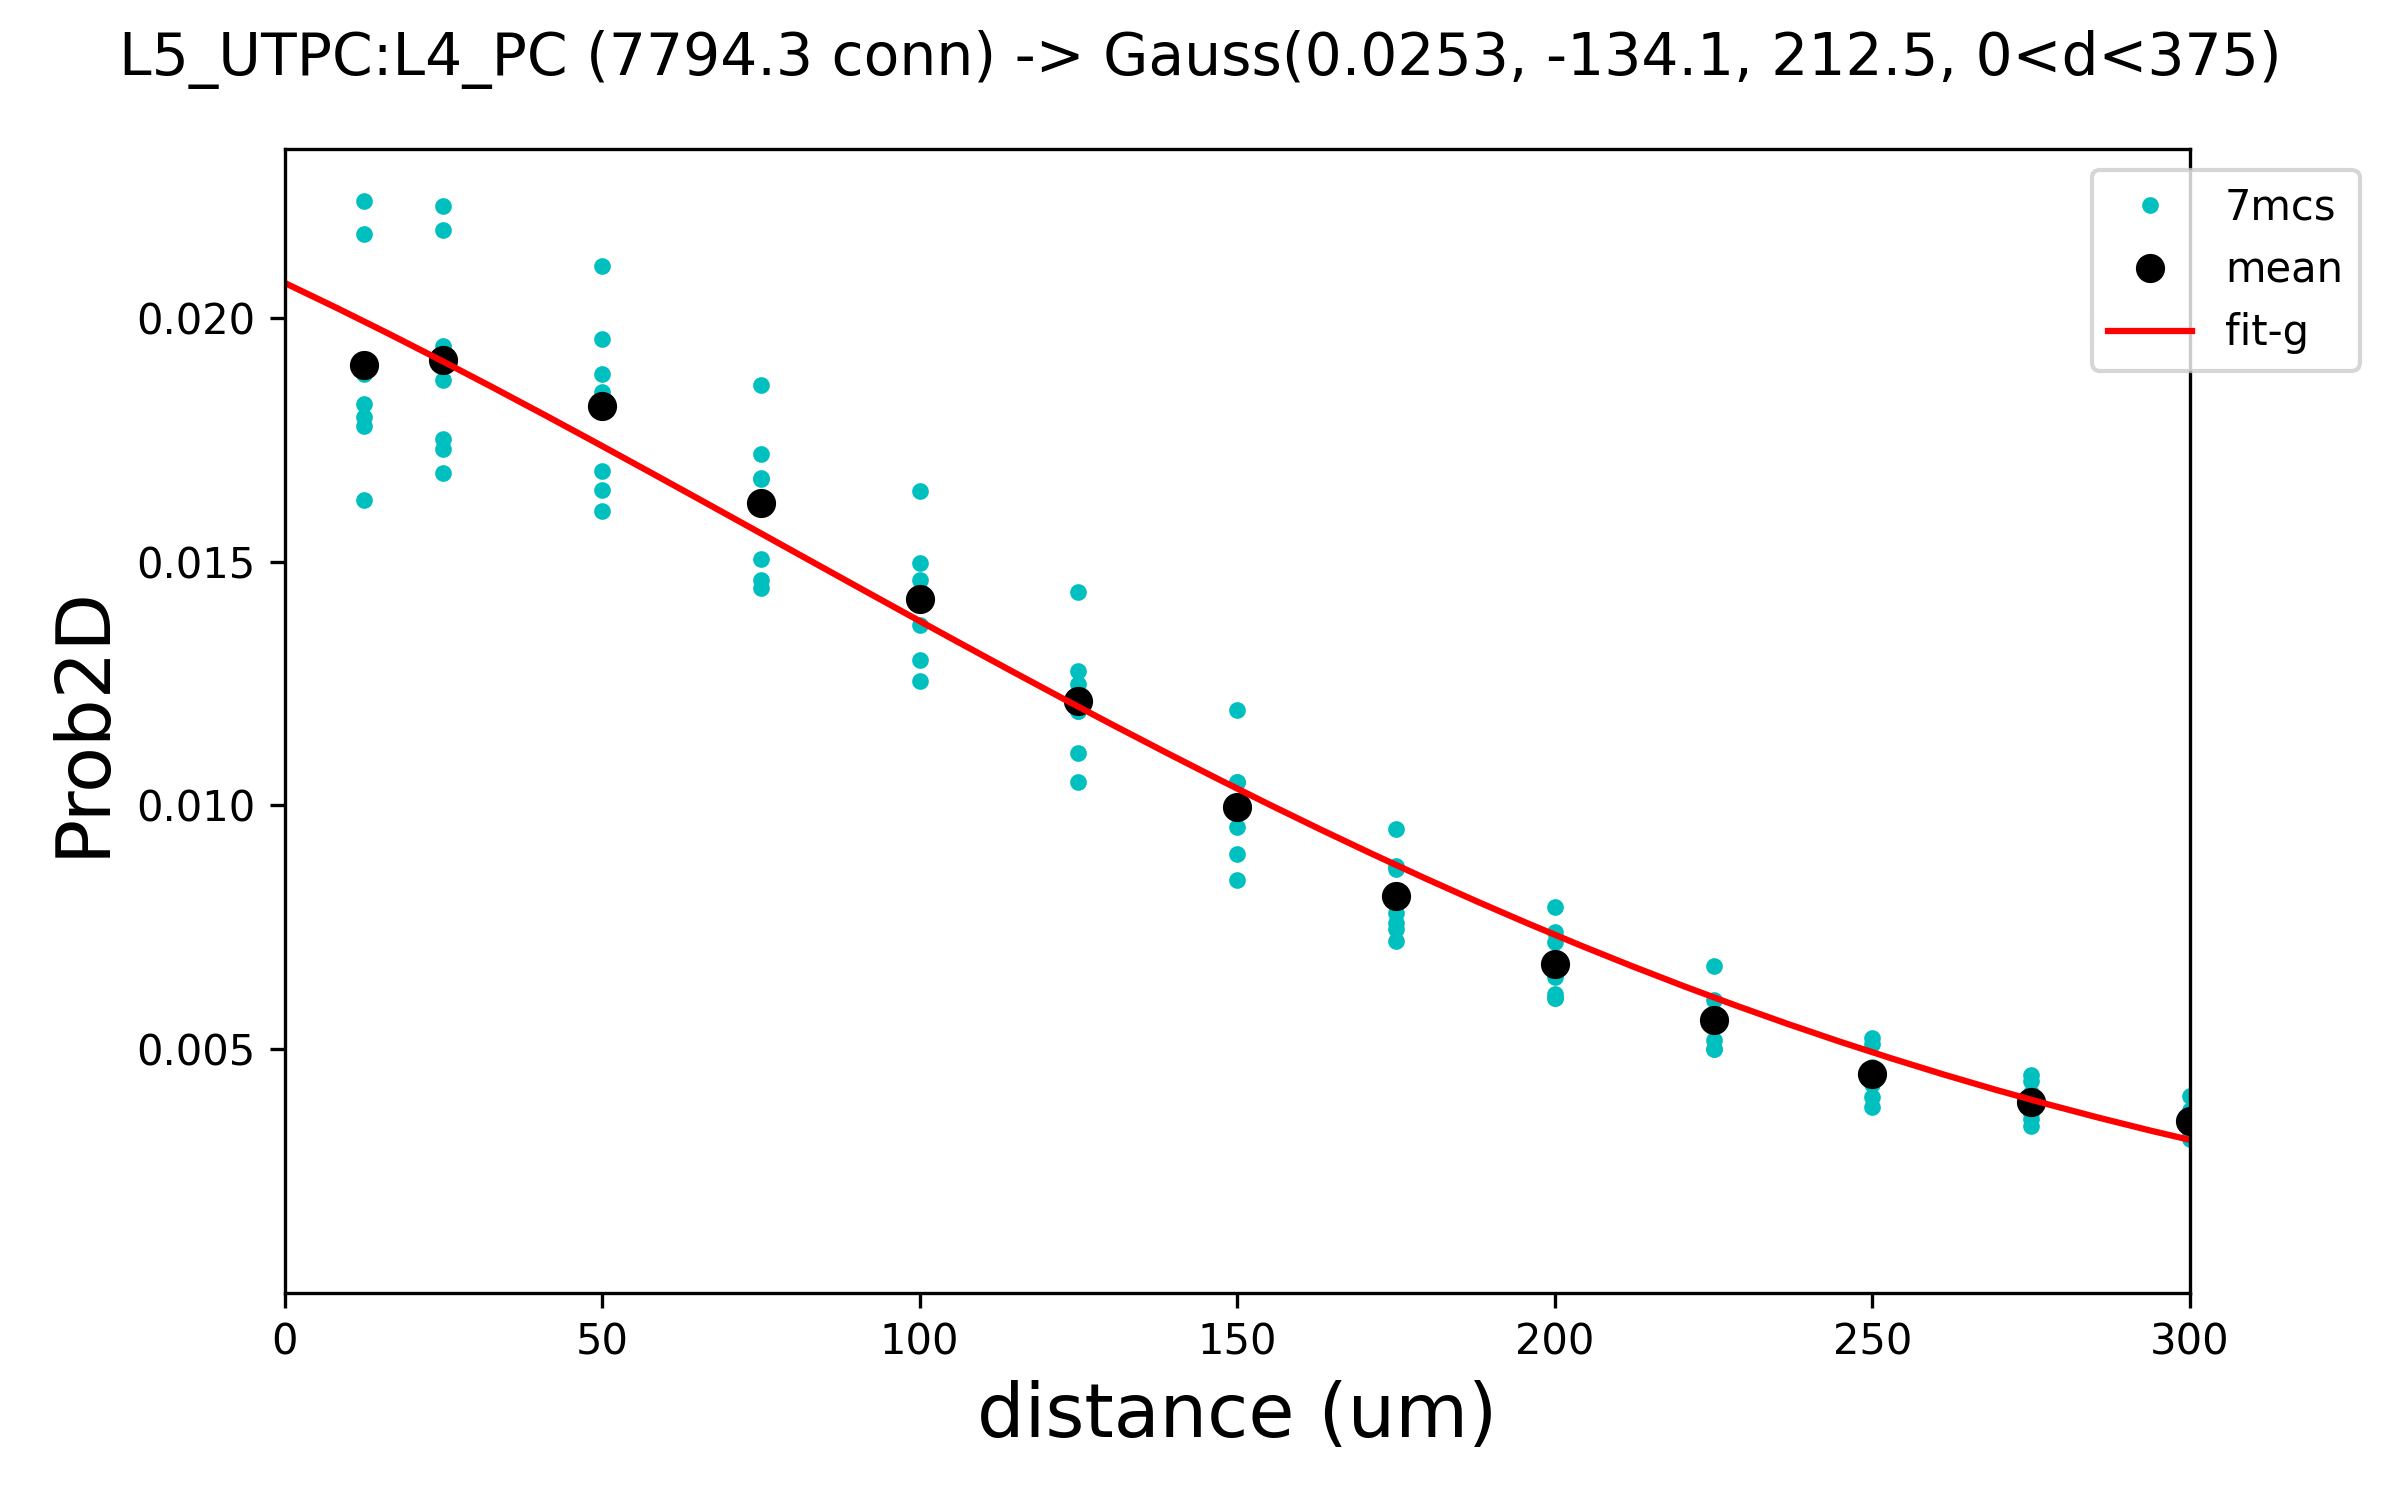 L5_UTPC:L4_PC (7794.3 conn) -> Gauss(0.0253, -134.1, 212.5, 0<d<375)
7mcs
mean
fit-g
0.020
0.015
0.010
0.005
Prob2D
0 50 100 150 200 250 300
distance (um)